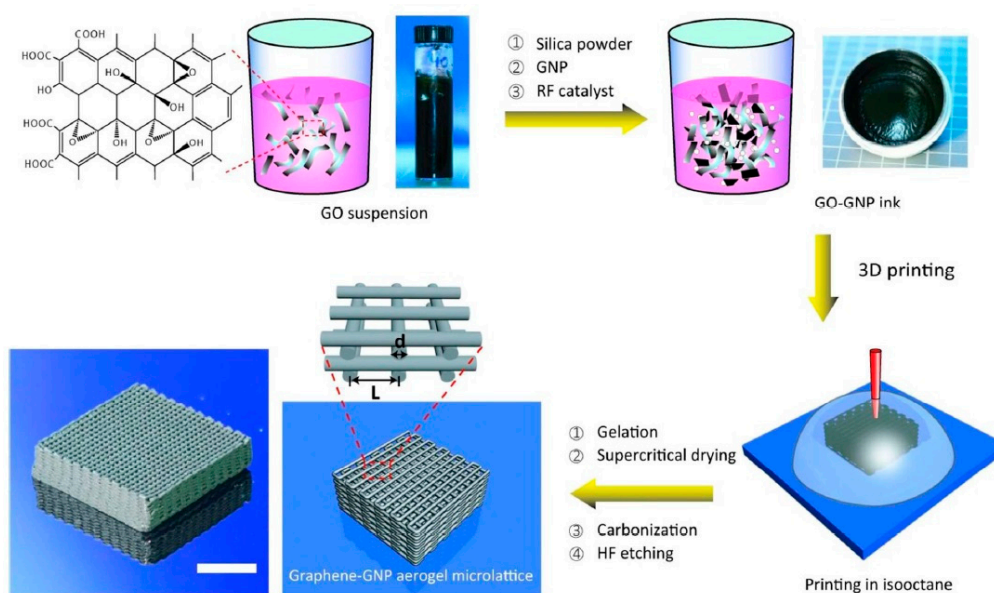 COOH
HOOC
HO
HO
O
OH
HOOC
O
OH
O
OH
HOOC
OH
GO suspension
① Silica powder
② GNP
③ RF catalyst
GO-GNP ink
3D printing
Printing in isooctane
① Gelation
② Supercritical drying
③ Carbonization
④ HF etching
d
L
Graphene-GNP aerogel microlattice